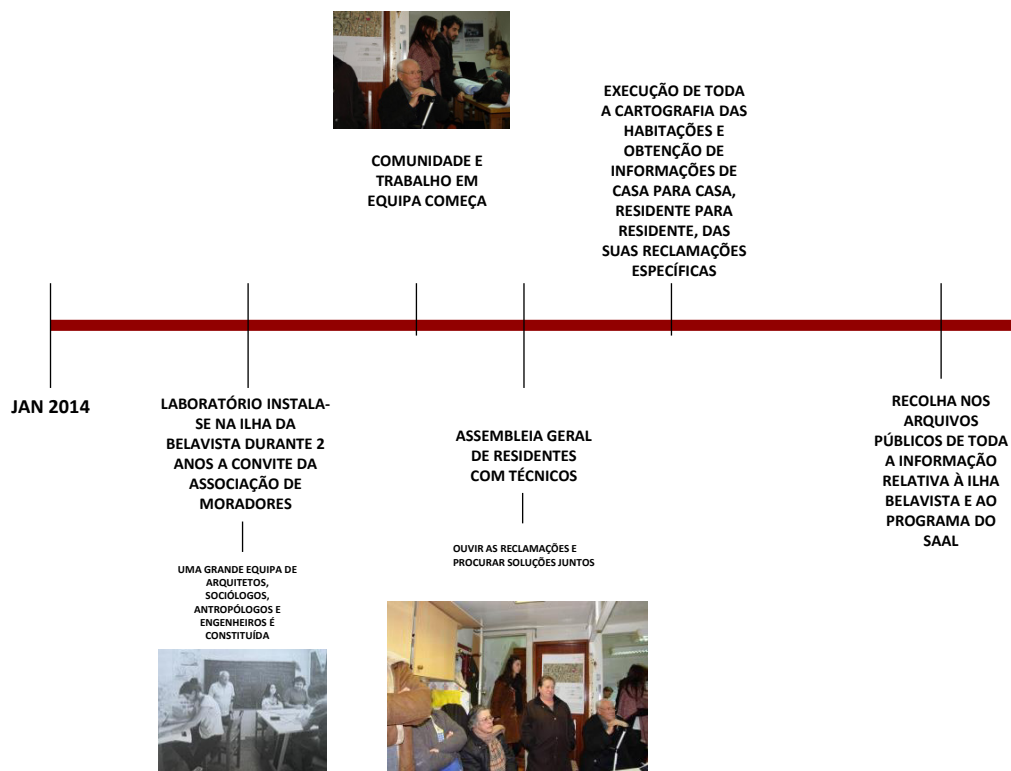 COMUNIDADE E
TRABALHO EM
EQUIPA COMEÇA
EXECUÇÃO DE TODA
A CARTOGRAFIA DAS
HABITAÇÕES E
OBTENÇÃO DE
INFORMAÇÕES DE
CASA PARA CASA,
RESIDENTE PARA
RESIDENTE, DAS
SUAS RECLAMAÇÕES
ESPECÍFICAS
JAN 2014
LABORATÓRIO INSTALA-
SE NA ILHA DA
BELAVISTA DURANTE 2
ANOS A CONVITE DA
ASSOCIAÇÃO DE
MORADORES
UMA GRANDE EQUIPA DE
ARQUITETOS,
SOCIÓLOGOS,
ANTROPÓLOGOS E
ENGENHEIROS É
CONSTITUÍDA
ASSEMBLEIA GERAL
DE RESIDENTES
COM TÉCNICOS
OUVIR AS RECLAMAÇÕES E
PROCURAR SOLUÇÕES JUNTOS
RECOLHA NOS
ARQUIVOS
PÚBLICOS DE TODA
A INFORMAÇÃO
RELATIVA À ILHA
BELAVISTA E AO
PROGRAMA DO
SAAL